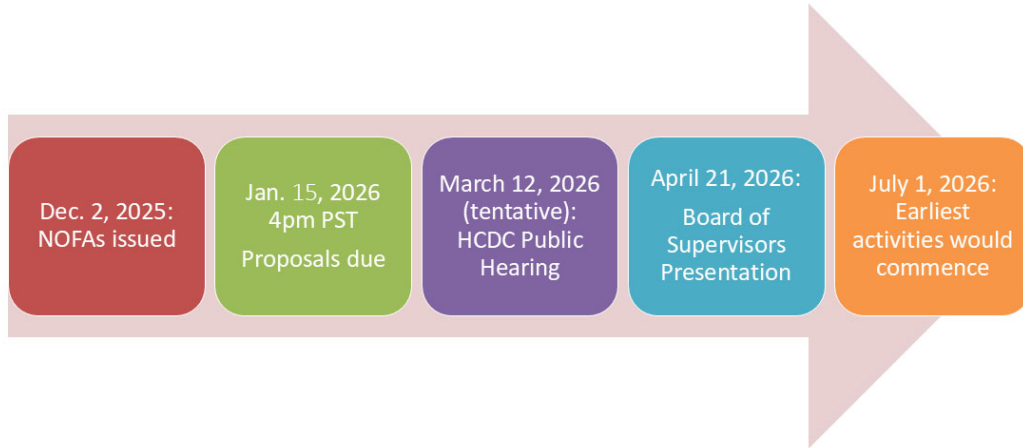 Dec. 2, 2025:
NOFAs issued
Jan. 15, 2026
4pm PST
Proposals due
March 12, 2026
(tentative):
HCDC Public
Hearing
April 21, 2026:
Board of
Supervisors
Presentation
July 1, 2026:
Earliest
activities would
commence